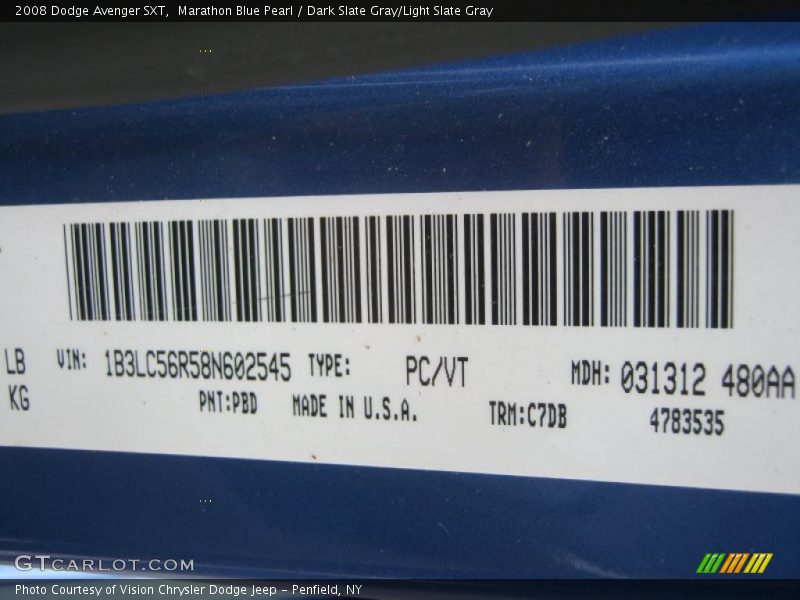 2008 Dodge Avenger SXT,  Marathon Blue Pearl / Dark Slate Gray/Light Slate Gray
LB VIN: 1B3LC56R58N602545 TYPE: PC/VT MDH: 031312 480AA
KG PNT:PBD MADE IN U.S.A. TRM:C7DB 4783535
GTCARLOT.COM
Photo Courtesy of Vision Chrysler Dodge Jeep - Penfield, NY